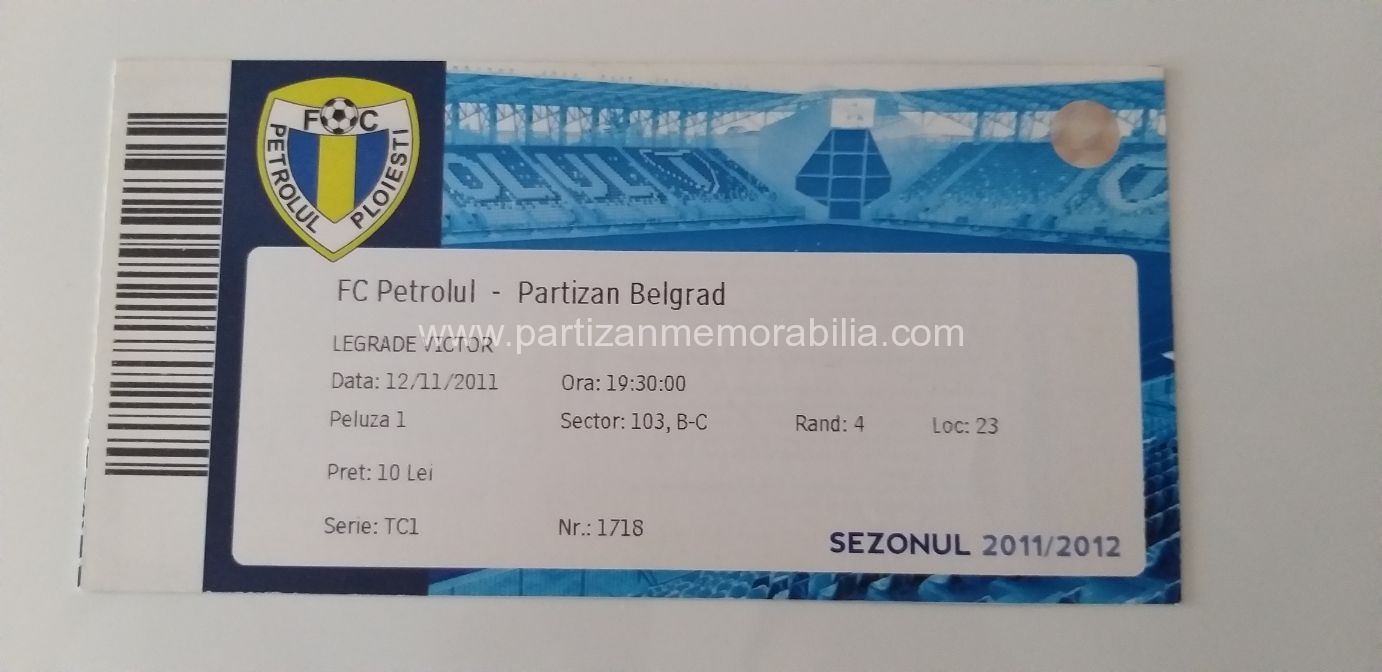 FC
PETROLUL PLOIESTI
FC Petrolul - Partizan Belgrad
www.partizanmemorabilia.com
LEGRADE VICTOR
Data: 12/11/2011 Ora: 19:30:00
Peluza 1 Sector: 103, B-C Rand: 4 Loc: 23
Pret: 10 Lei
Serie: TC1 Nr.: 1718
SEZONUL 2011/2012